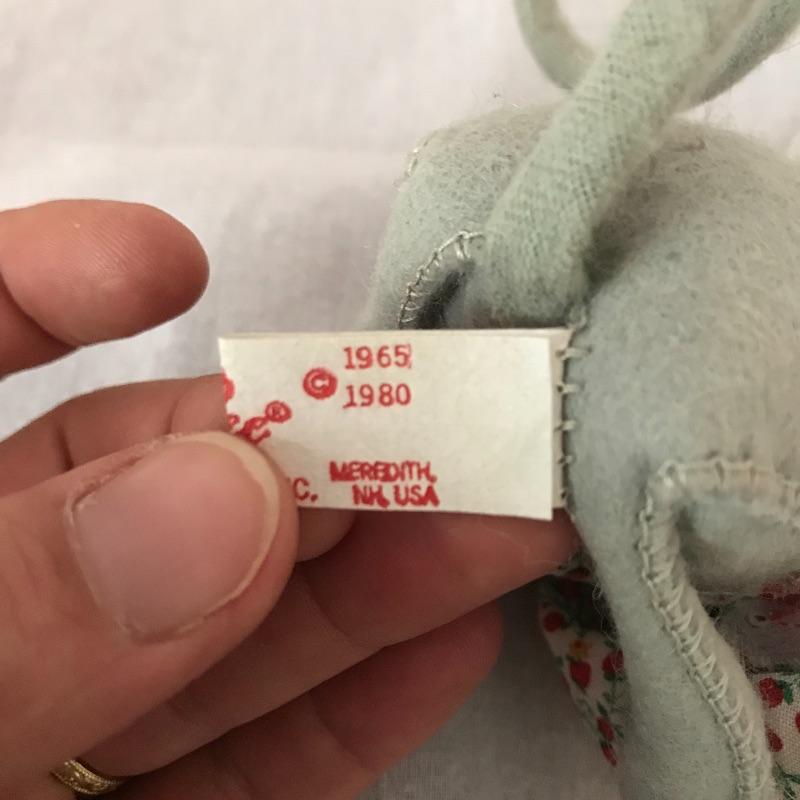 © 1965
1980
®
C. MEREDITH,
NH, USA